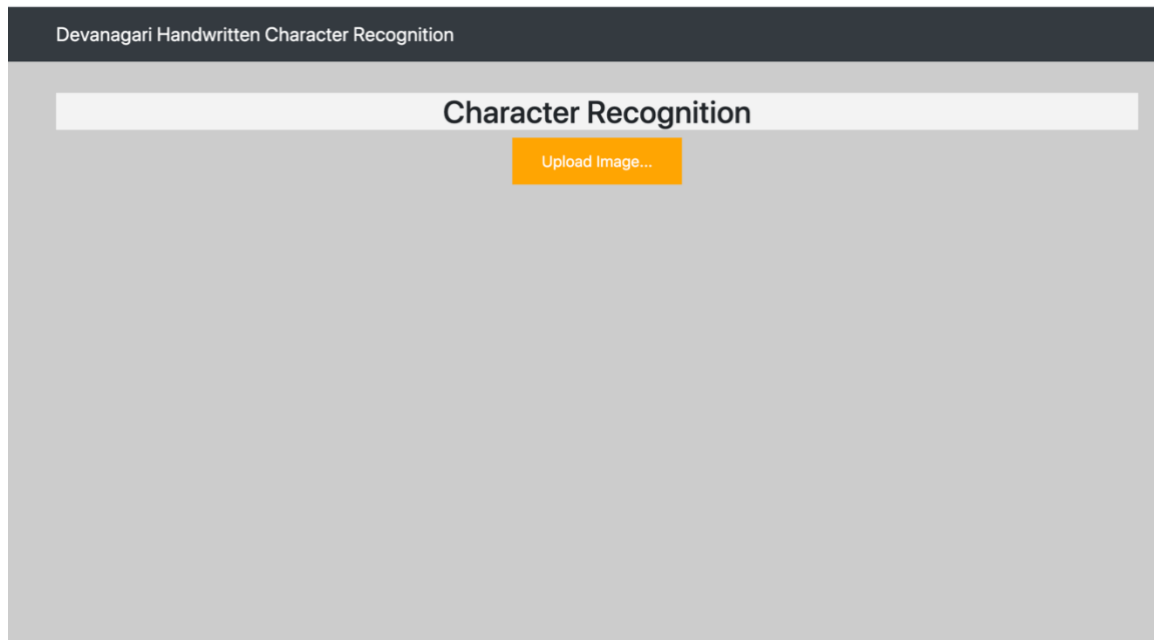 Devanagari Handwritten Character Recognition
Character Recognition
Upload Image...